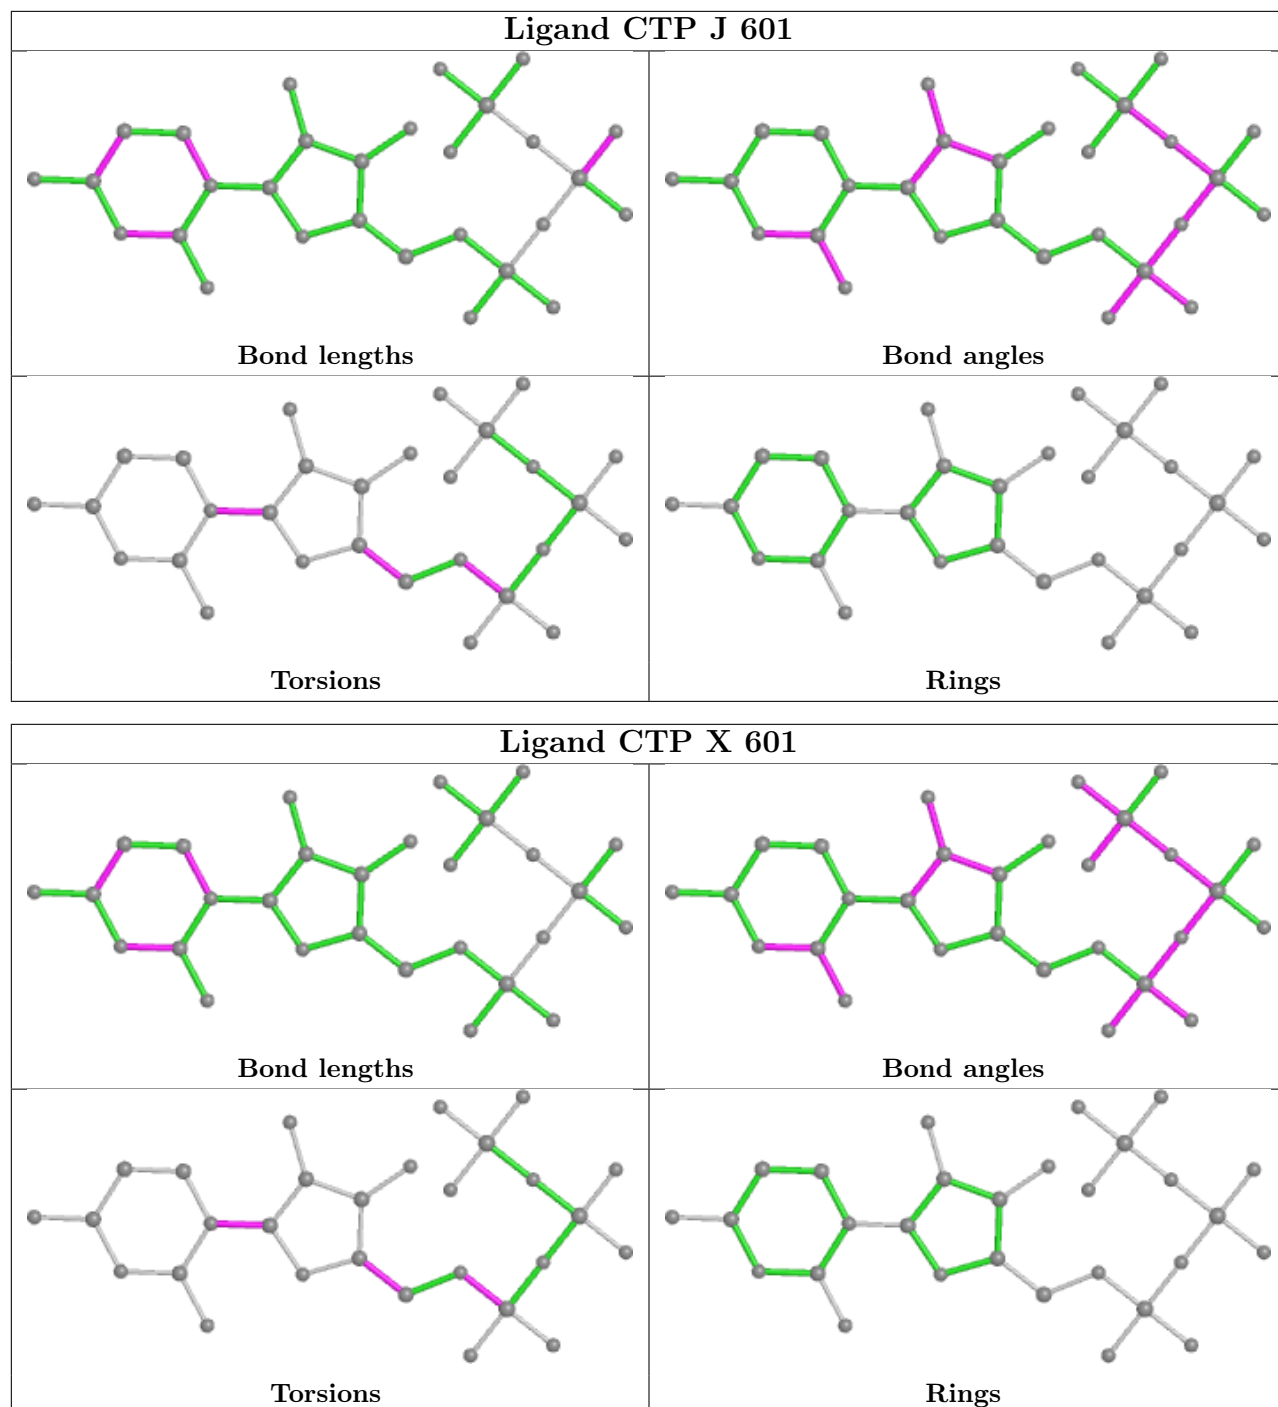 Ligand CTP J 601
Bond lengths
Bond angles
Torsions
Rings
Ligand CTP X 601
Bond lengths
Bond angles
Torsions
Rings